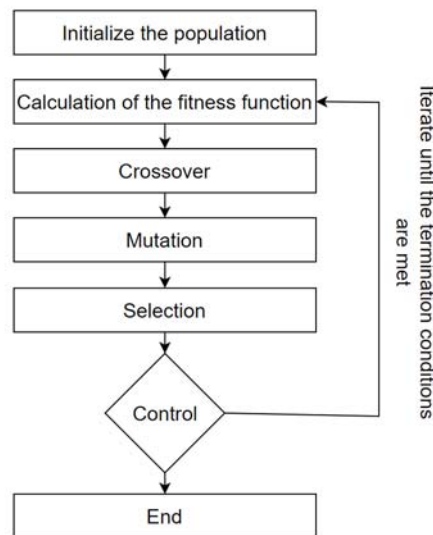 Initialize the population
Calculation of the fitness function
Crossover
Mutation
Selection
Control
End
Iterate until the termination conditions
are met